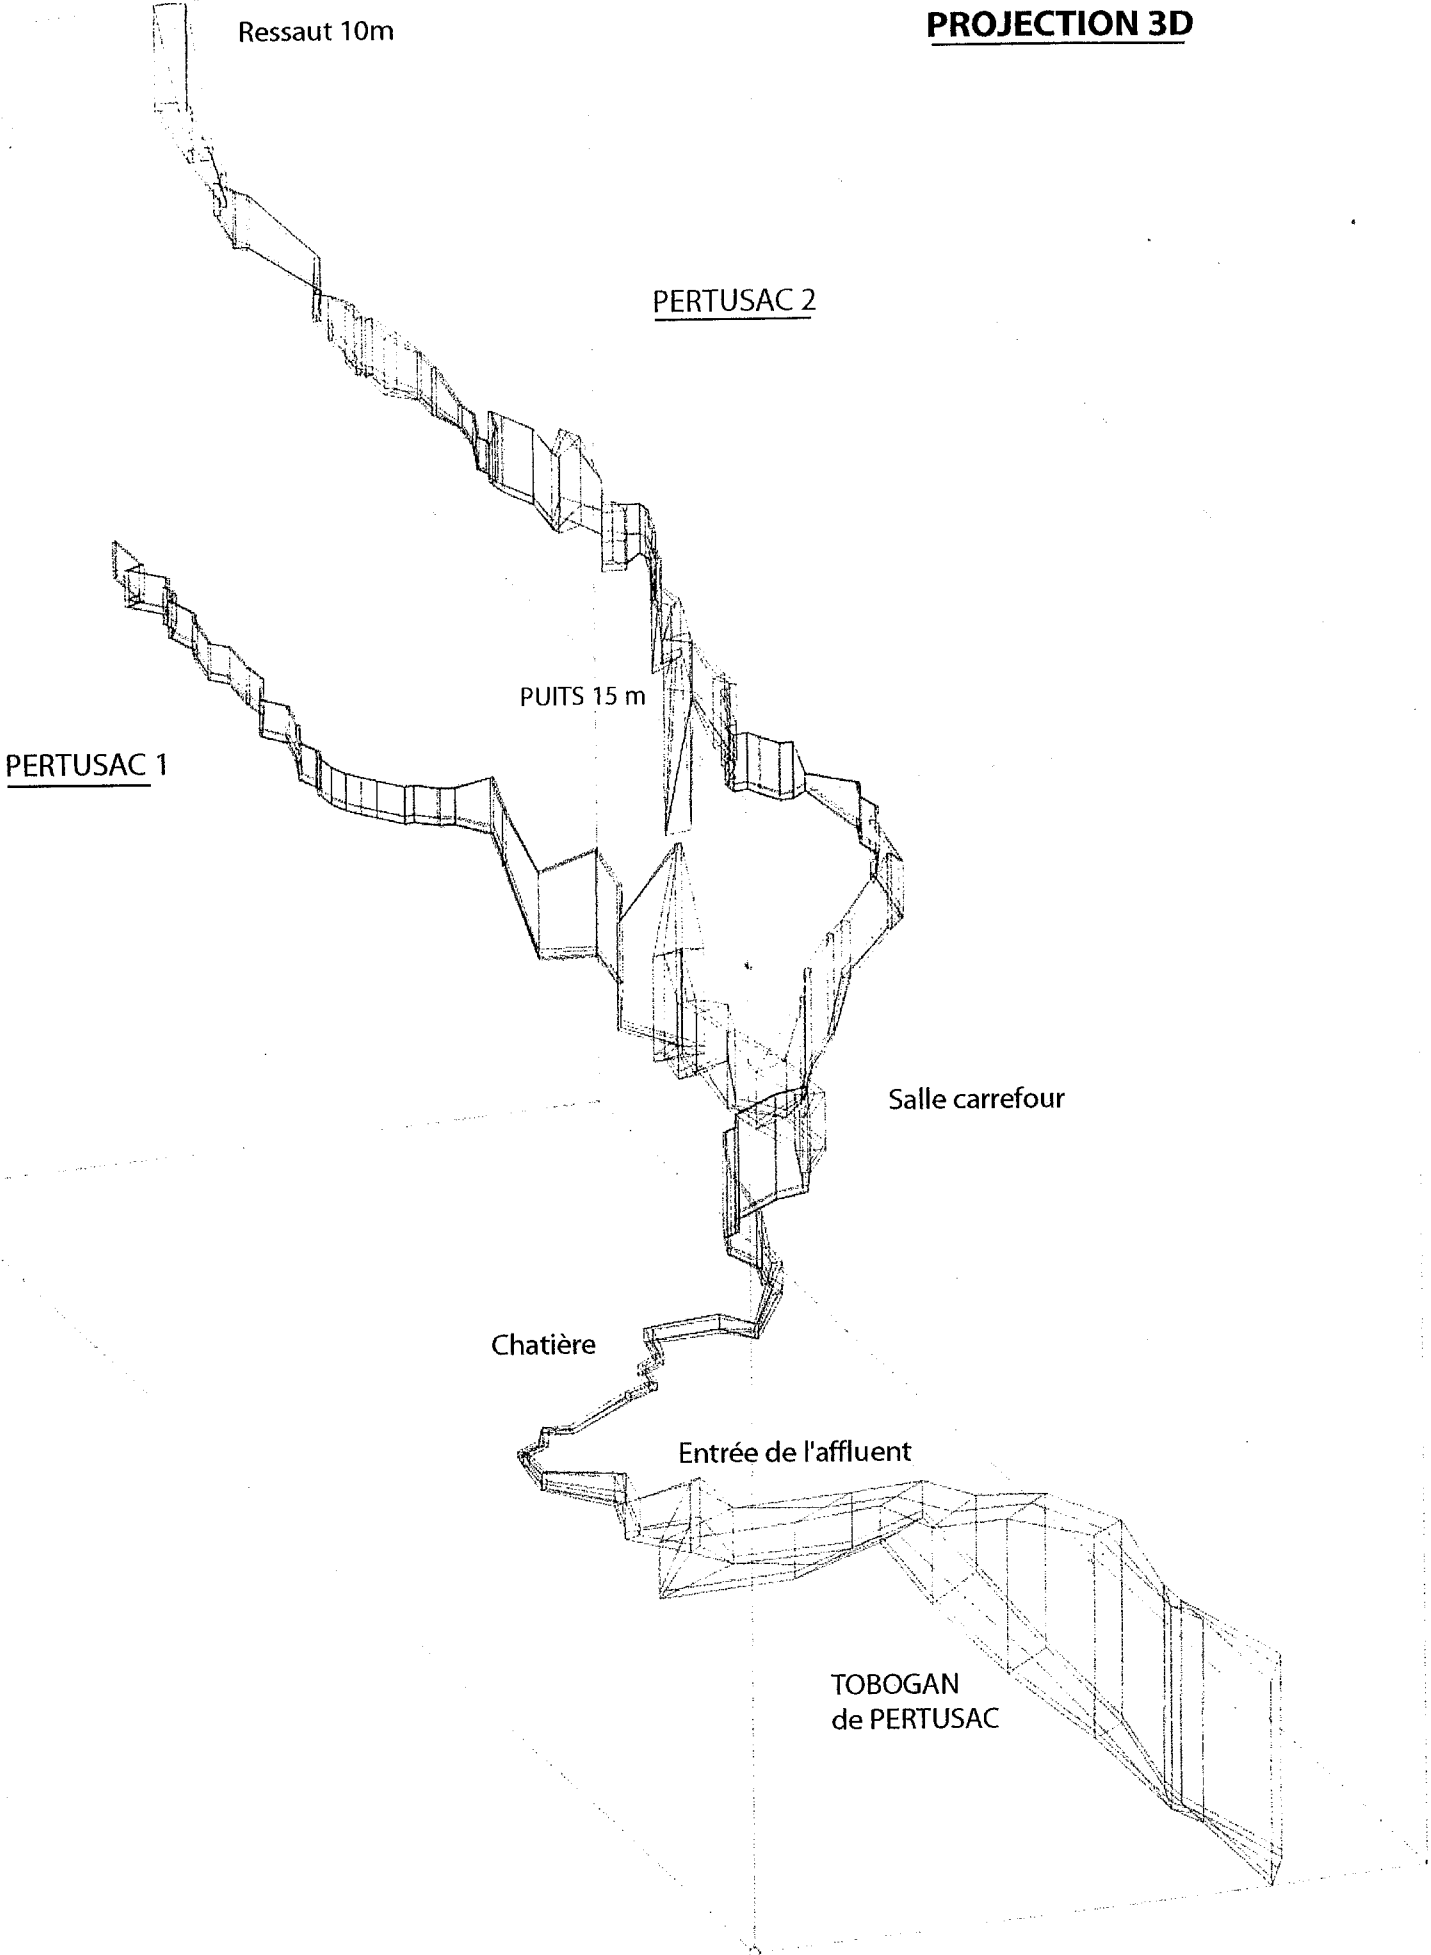 Ressaut 10m
PROJECTION 3D
PERTUSAC 2
PUITS 15 m
PERTUSAC 1
Salle carrefour
Chatière
Entrée de l'affluent
TOBOGAN
de PERTUSAC